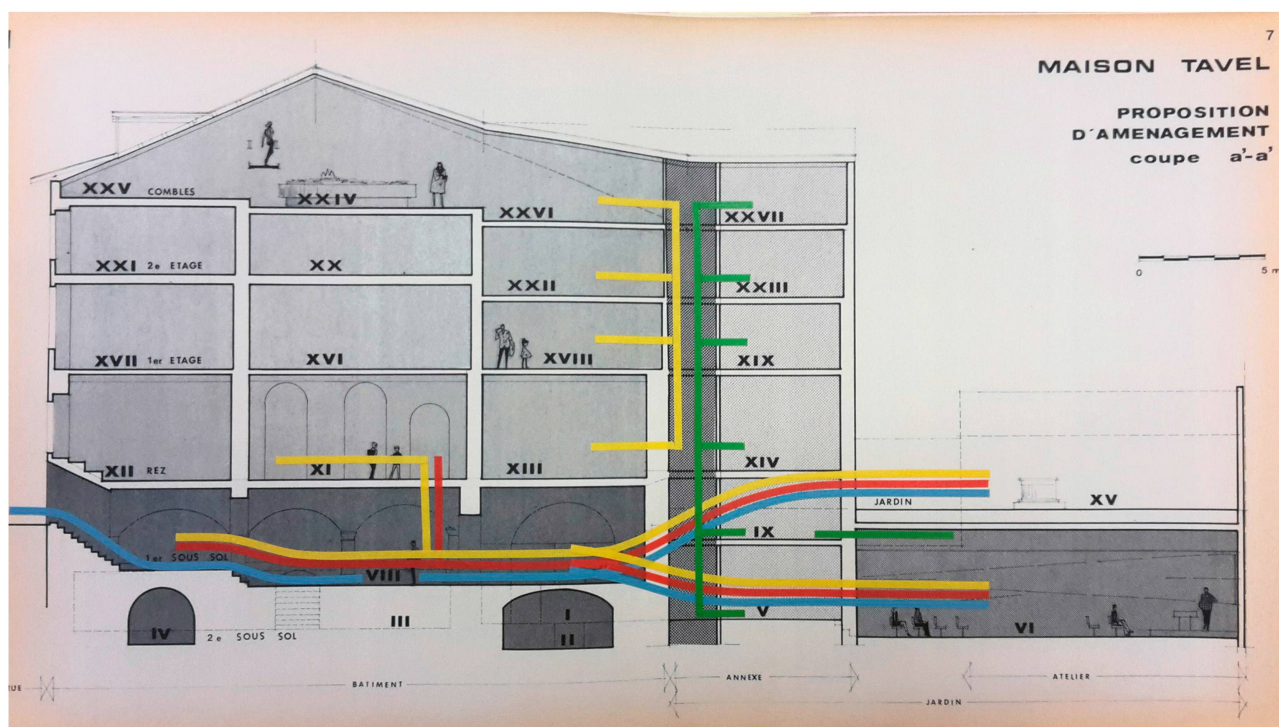 7
MAISON TAVEL
PROPOSITION
D'AMENAGEMENT
coupe a'-a'
XXV COMBLES
XXIV
XXVI
XXVII
XXI 2e ETAGE
XX
XXII
XXIII
0 5 m
XVII 1er ETAGE
XVI
XVIII
XIX
XII REZ
XI
XIII
XIV
JARDIN
XV
1er SOUS SOL
VIII
IX
IV
2e SOUS SOL
III
I
II
V
VI
BATIMENT
ANNEXE
ATELIER
JARDIN